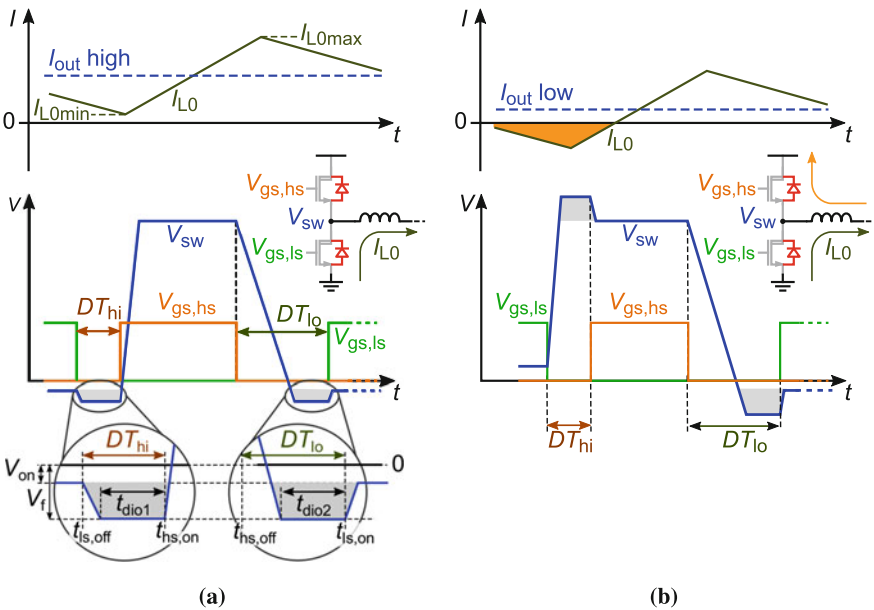 I
I_L0max
I_out high
I_L0min
I_L0
0
t
V
V_gs,hs
V_sw
V_sw
V_gs,ls
I_L0
DT_hi
V_gs,hs
DT_lo
V_gs,ls
t
DT_hi
DT_lo
0
V_on
V_f
t_dio1
t_dio2
t_ls,off
t_hs,on
t_hs,off
t_ls,on
(a)
I
I_out low
0
I_L0
t
V
V_gs,hs
V_sw
V_sw
V_gs,ls
I_L0
V_gs,ls
V_gs,hs
t
DT_hi
DT_lo
(b)